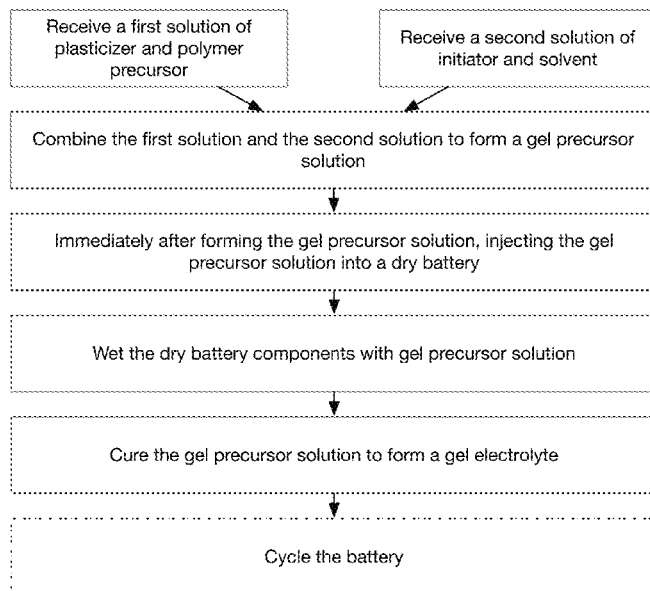 Receive a first solution of
plasticizer and polymer
precursor
Receive a second solution of
initiator and solvent
Combine the first solution and the second solution to form a gel precursor
solution
Immediately after forming the gel precursor solution, injecting the gel
precursor solution into a dry battery
Wet the dry battery components with gel precursor solution
Cure the gel precursor solution to form a gel electrolyte
Cycle the battery